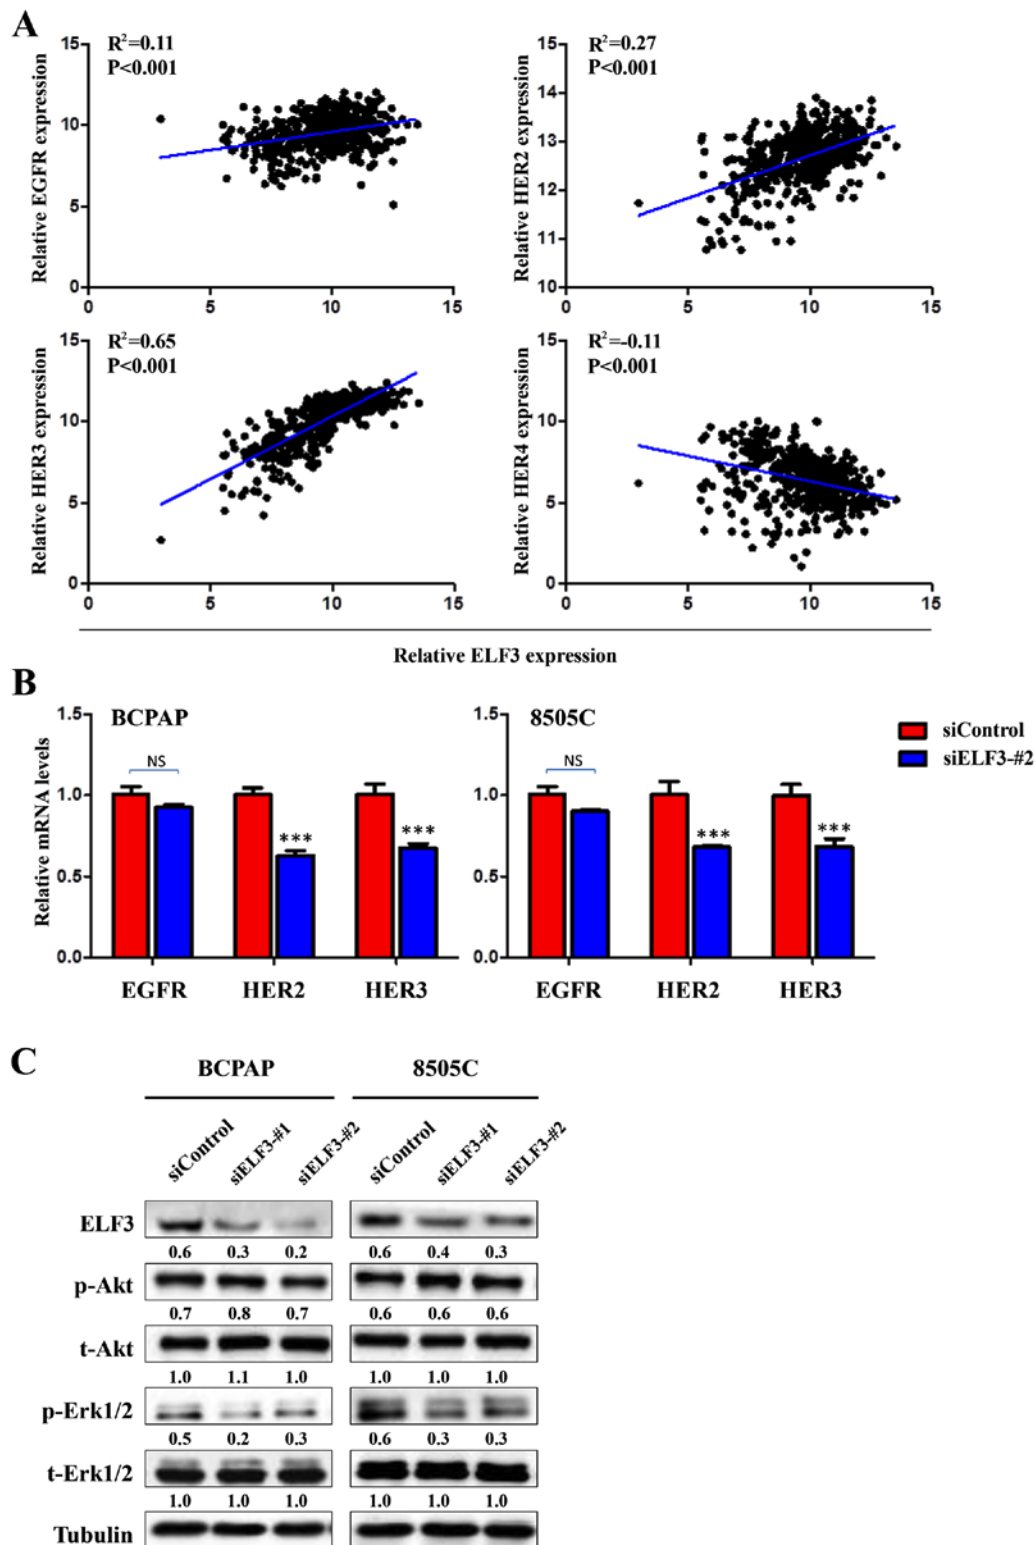 A
R²=0.11
P<0.001
Relative EGFR expression
15
10
5
0
0 5 10 15
R²=0.27
P<0.001
Relative HER2 expression
15
14
13
12
11
10
0 5 10 15
R²=0.65
P<0.001
Relative HER3 expression
15
10
5
0
0 5 10 15
R²=-0.11
P<0.001
Relative HER4 expression
15
10
5
0
0 5 10 15
Relative ELF3 expression
B
BCPAP
Relative mRNA levels
1.5
1.0
0.5
0.0
NS
***
***
EGFR HER2 HER3
8505C
1.5
1.0
0.5
0.0
NS
***
***
EGFR HER2 HER3
siControl
siELF3-#2
C
BCPAP 8505C
siControl siELF3-#1 siELF3-#2 siControl siELF3-#1 siELF3-#2
ELF3
0.6 0.3 0.2 0.6 0.4 0.3
p-Akt
0.7 0.8 0.7 0.6 0.6 0.6
t-Akt
1.0 1.1 1.0 1.0 1.0 1.0
p-Erk1/2
0.5 0.2 0.3 0.6 0.3 0.3
t-Erk1/2
1.0 1.0 1.0 1.0 1.0 1.0
Tubulin